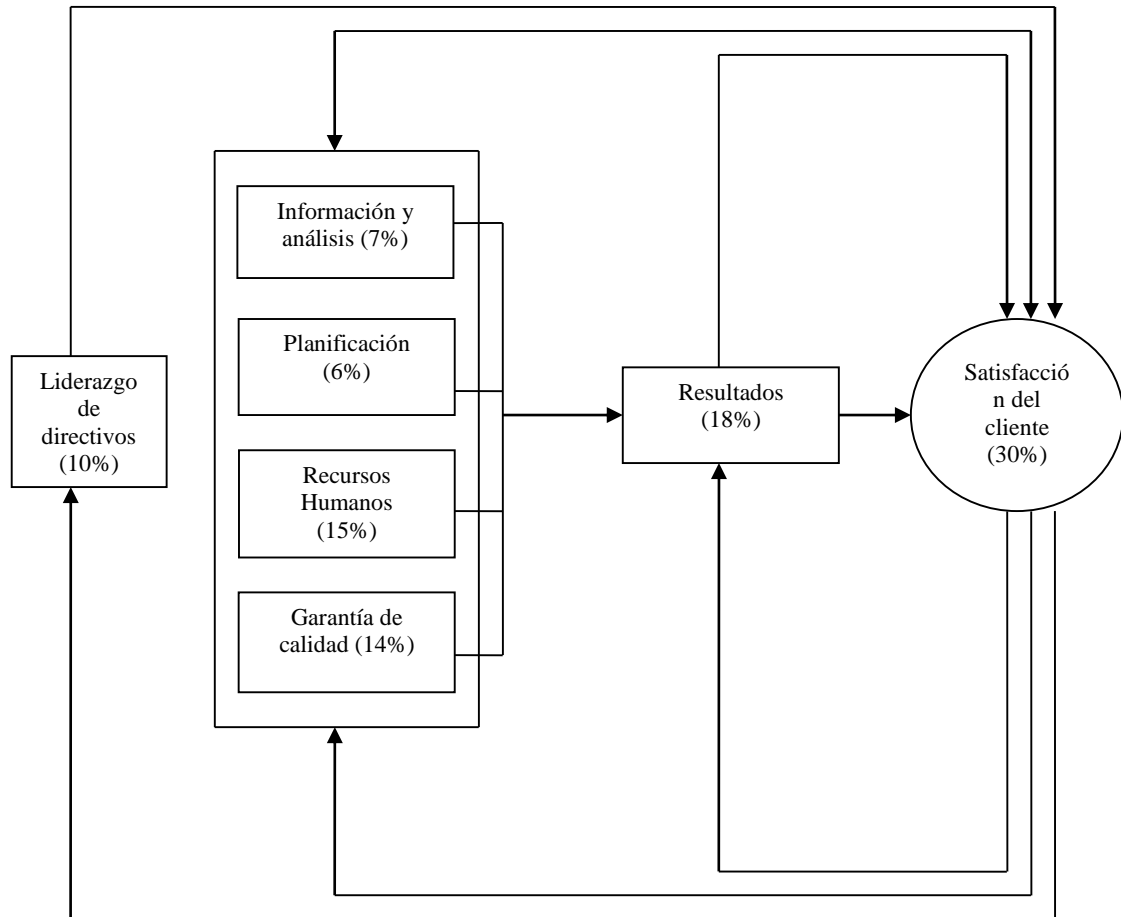 Información y
análisis (7%)
Planificación
(6%)
Liderazgo
de
directivos
(10%)
Recursos
Humanos
(15%)
Garantía de
calidad (14%)
Resultados
(18%)
Satisfacció
n del
cliente
(30%)